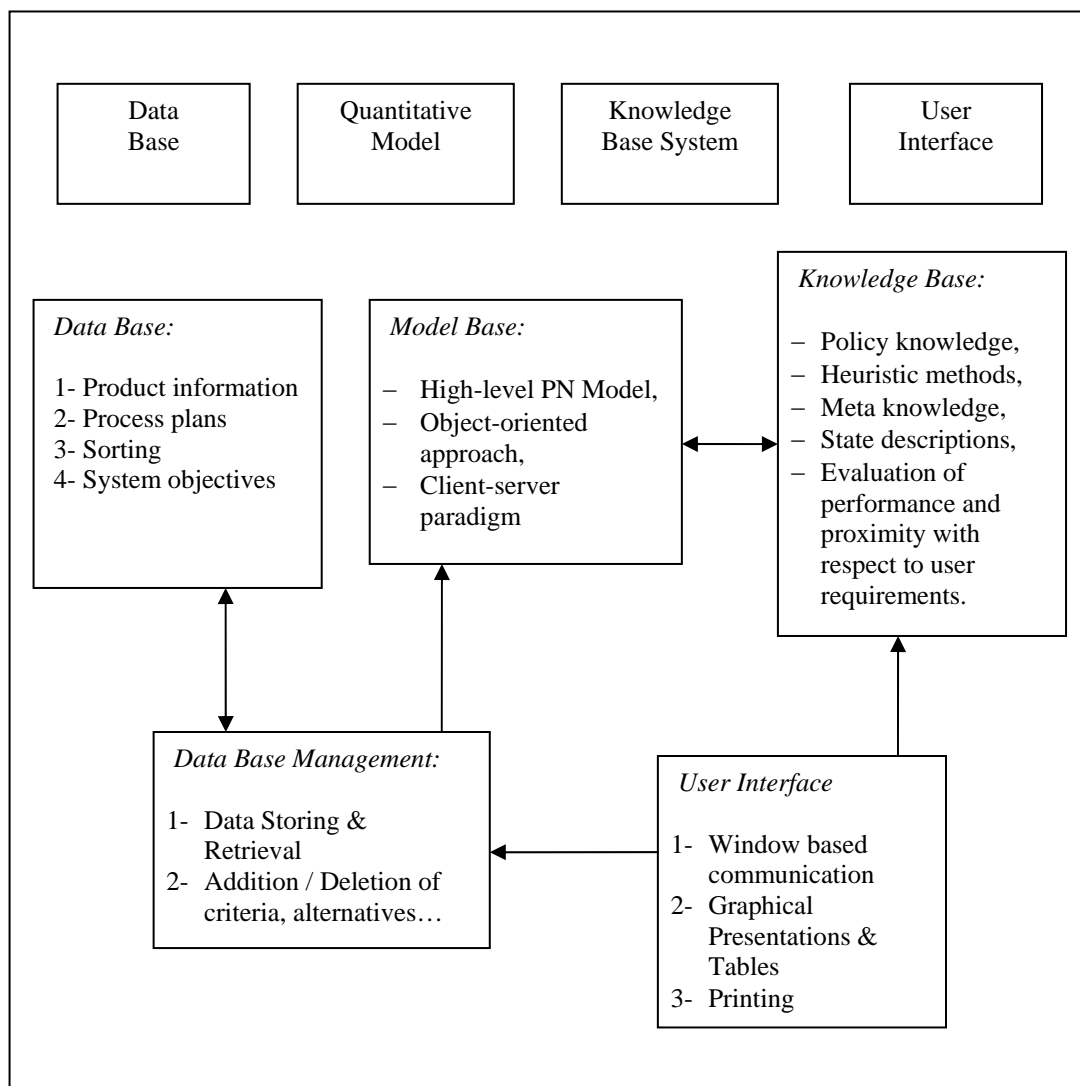 Data
Base
Quantitative
Model
Knowledge
Base System
User
Interface
Data Base:
1- Product information
2- Process plans
3- Sorting
4- System objectives
Model Base:
– High-level PN Model,
– Object-oriented
approach,
– Client-server
paradigm
Knowledge Base:
– Policy knowledge,
– Heuristic methods,
– Meta knowledge,
– State descriptions,
– Evaluation of
performance and
proximity with
respect to user
requirements.
Data Base Management:
1- Data Storing &
Retrieval
2- Addition / Deletion of
criteria, alternatives…
User Interface
1- Window based
communication
2- Graphical
Presentations &
Tables
3- Printing